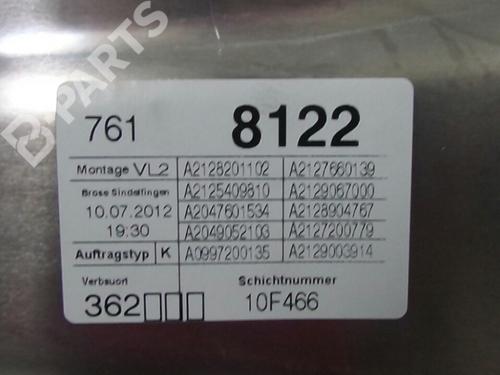 B PARTS
761 8122
Montage VL2 A2128201102 A2127660139
Brose Sindelfingen A2125409810 A2129067000
10.07.2012 A2047601534 A2128904767
19:30 A2049052103 A2127200779
Auftragstyp K A0997200135 A2129003914
Verbauort Schichtnummer
362□□□ 10F466